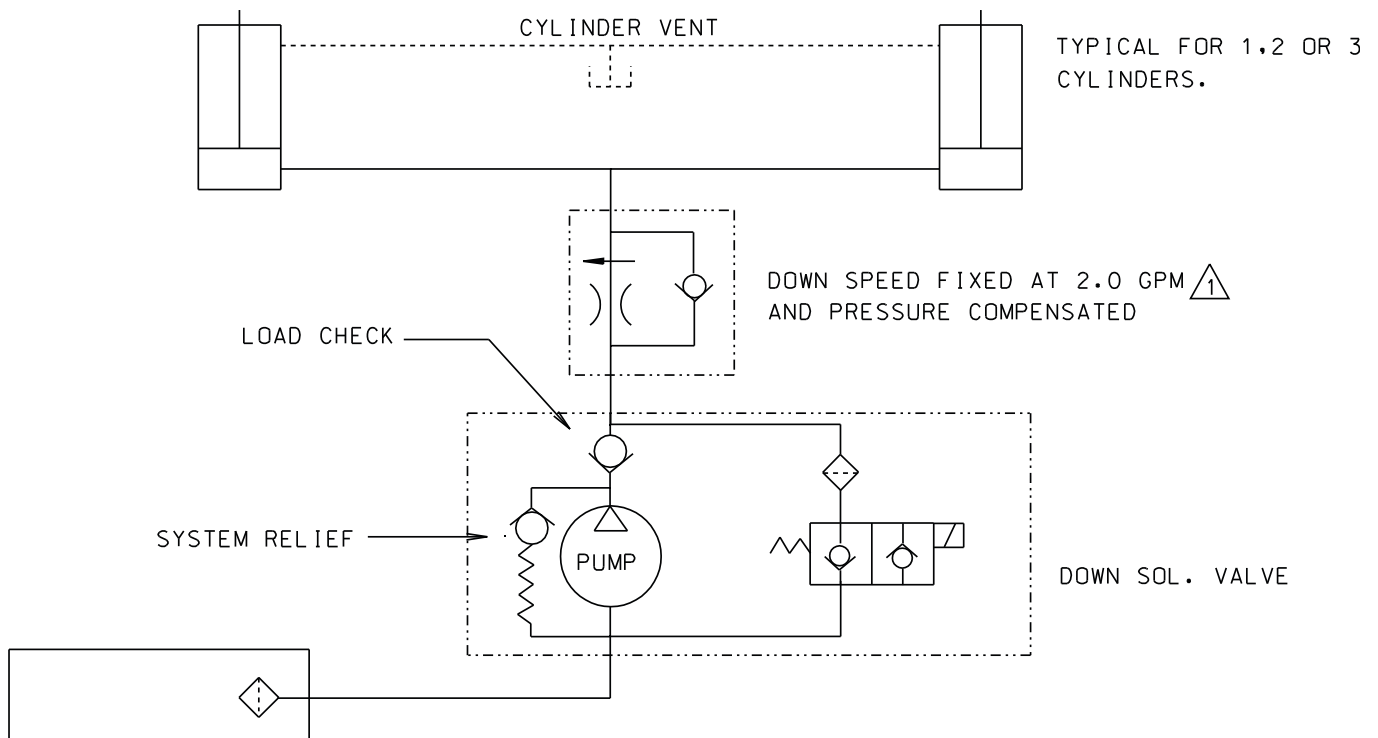 CYLINDER VENT
TYPICAL FOR 1,2 OR 3
CYLINDERS.
DOWN SPEED FIXED AT 2.0 GPM 1
AND PRESSURE COMPENSATED
LOAD CHECK
SYSTEM RELIEF
PUMP
DOWN SOL. VALVE